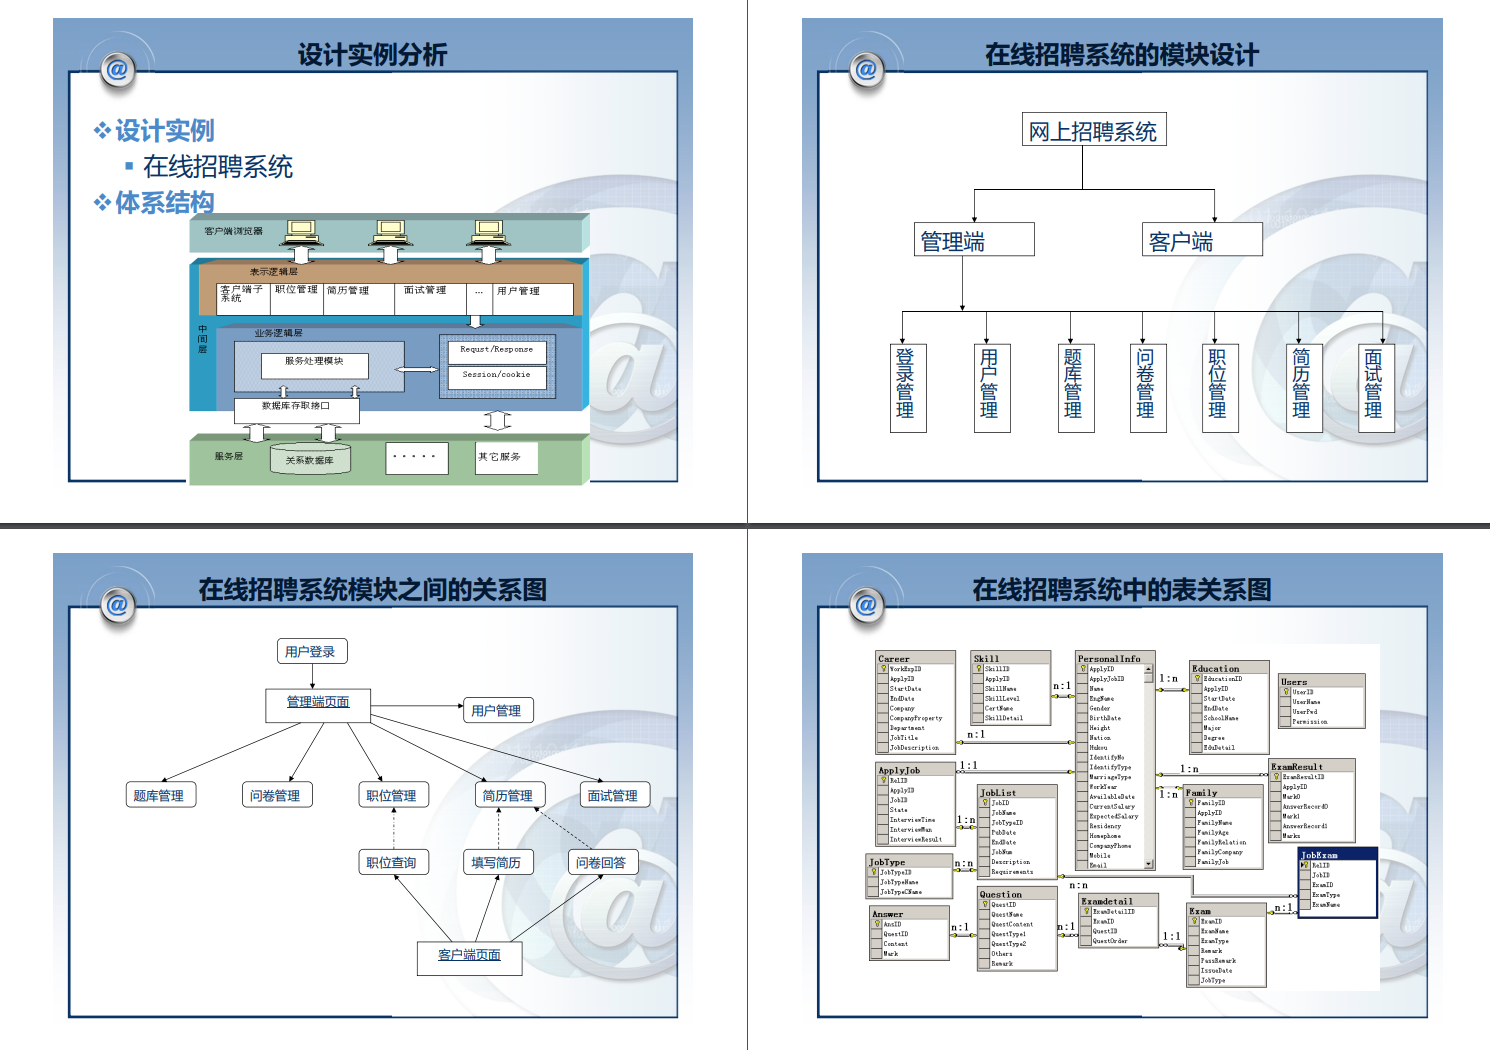 设计实例分析
设计实例
在线招聘系统
体系结构
客户端浏览器
表示逻辑层
客户端子系统
职位管理
简历管理
面试管理
...
用户管理
中间层
业务逻辑层
服务处理模块
Requst/Response
Session/cookie
数据库存取接口
服务层
关系数据库
·····
其它服务
在线招聘系统的模块设计
网上招聘系统
管理端
客户端
登录管理
用户管理
题库管理
问卷管理
职位管理
简历管理
面试管理
在线招聘系统模块之间的关系图
用户登录
管理端页面
用户管理
题库管理
问卷管理
职位管理
简历管理
面试管理
职位查询
填写简历
问卷回答
客户端页面
在线招聘系统中的表关系图
Career
WorkExpID
ApplyID
StartDate
EndDate
Company
CompanyProperty
Department
JobTitle
JobDescription
Skill
SkillID
ApplyID
SkillName
SkillLevel
CertName
SkillDetail
n:1
PersonalInfo
ApplyID
ApplyJobID
Name
EngName
Gender
BirthDate
Height
Nation
Hukou
IdentifyNo
IdentifyType
MarriageType
WorkYear
AvailableDate
CurrentSalary
ExpectedSalary
Residency
Homephone
CompanyPhone
Mobile
Email
1:n
Education
EducationID
ApplyID
StartDate
EndDate
SchoolName
Major
Degree
EduDetail
Users
UserID
UserName
UserPwd
Permission
n:1
ApplyJob
RelID
ApplyID
JobID
State
InterviewTime
InterviewMan
InterviewResult
1:1
1:n
JobList
JobID
JobName
JobTypeID
PubDate
EndDate
JobNum
Description
Requirements
1:n
ExamResult
ExamResultID
ApplyID
Mark0
AnswerRecord0
Mark1
AnswerRecord1
Marks
1:n
Family
FamilyID
ApplyID
FamilyName
FamilyAge
FamilyRelation
FamilyCompany
FamilyJob
JobType
JobTypeID
JobTypeName
JobTypeCName
n:n
n:n
JobExam
RelID
JobID
ExamID
ExamType
ExamName
Answer
AnsID
QuestID
Content
Mark
n:1
Question
QuestID
QuestName
QuestContent
QuestType1
QuestType2
Others
Remark
n:1
Examdetail
ExamDetailID
ExamID
QuestID
QuestOrder
1:1
Exam
ExamID
ExamName
ExamType
Remark
PassRemark
IssueDate
JobType
n:1